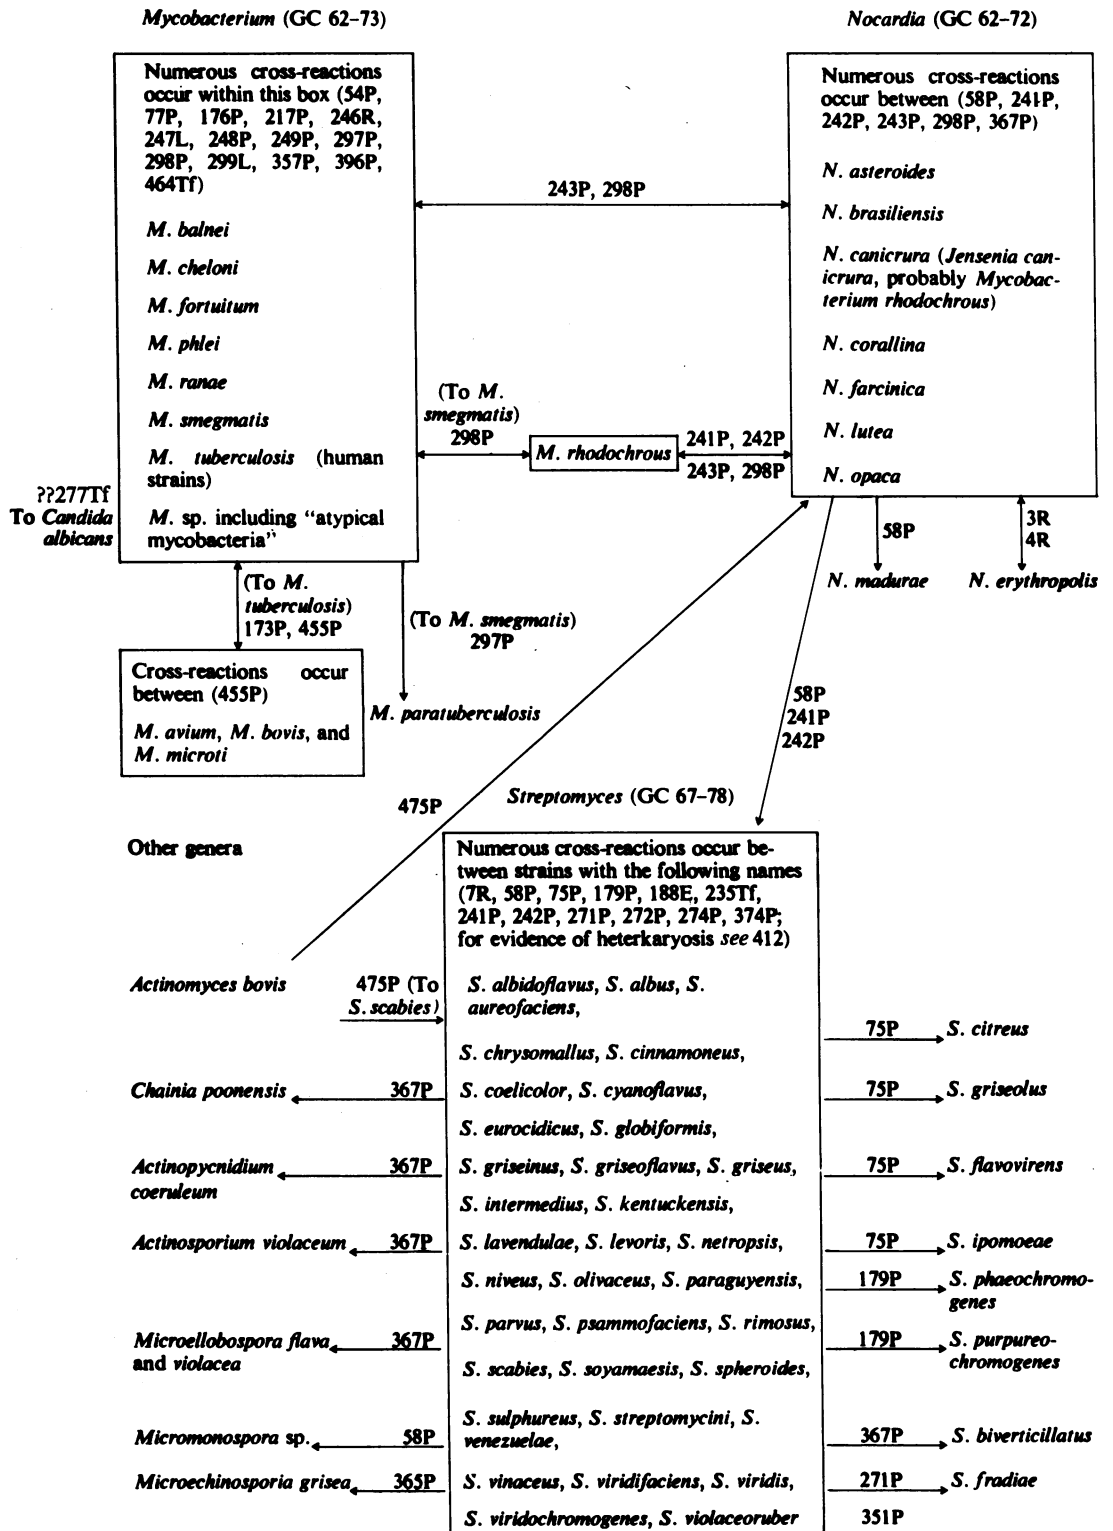 Mycobacterium (GC 62–73)
Numerous cross-reactions
occur within this box (54P,
77P, 176P, 217P, 246R,
247L, 248P, 249P, 297P,
298P, 299L, 357P, 396P,
464Tf)
M. balnei
M. cheloni
M. fortuitum
M. phlei
M. ranae
M. smegmatis
M. tuberculosis (human
strains)
M. sp. including “atypical
mycobacteria”
??277Tf
To Candida
albicans
243P, 298P
Nocardia (GC 62–72)
Numerous cross-reactions
occur between (58P, 241P,
242P, 243P, 298P, 367P)
N. asteroides
N. brasiliensis
N. canicrura (Jensenia can-
icrura, probably Mycobac-
terium rhodochrous)
N. corallina
N. farcinica
N. lutea
N. opaca
(To M.
smegmatis)
298P
M. rhodochrous
241P, 242P
243P, 298P
58P
N. madurae
3R
4R
N. erythropolis
(To M.
tuberculosis)
173P, 455P
(To M. smegmatis)
297P
Cross-reactions occur
between (455P)
M. avium, M. bovis, and
M. microti
M. paratuberculosis
58P
241P
242P
475P
Streptomyces (GC 67–78)
Other genera
Numerous cross-reactions occur be-
tween strains with the following names
(7R, 58P, 75P, 179P, 188E, 235Tf,
241P, 242P, 271P, 272P, 274P, 374P;
for evidence of heterkaryosis see 412)
Actinomyces bovis
475P (To
S. scabies)
S. albidoflavus, S. albus, S.
aureofaciens,
75P
S. citreus
S. chrysomallus, S. cinnamoneus,
Chainia poonensis
367P
S. coelicolor, S. cyanoflavus,
75P
S. griseolus
S. eurocidicus, S. globiformis,
Actinopycnidium
coeruleum
367P
S. griseinus, S. griseoflavus, S. griseus,
75P
S. flavovirens
S. intermedius, S. kentuckensis,
Actinosporium violaceum
367P
S. lavendulae, S. levoris, S. netropsis,
75P
S. ipomoeae
S. niveus, S. olivaceus, S. paraguyensis,
179P
S. phaeochromo-
genes
S. parvus, S. psammofaciens, S. rimosus,
Microellobospora flava
and violacea
367P
179P
S. purpureo-
chromogenes
S. scabies, S. soyamaesis, S. spheroides,
S. sulphureus, S. streptomycini, S.
venezuelae,
Micromonospora sp.
58P
367P
S. biverticillatus
Microechinosporia grisea
365P
S. vinaceus, S. viridifaciens, S. viridis,
271P
S. fradiae
S. viridochromogenes, S. violaceoruber
351P